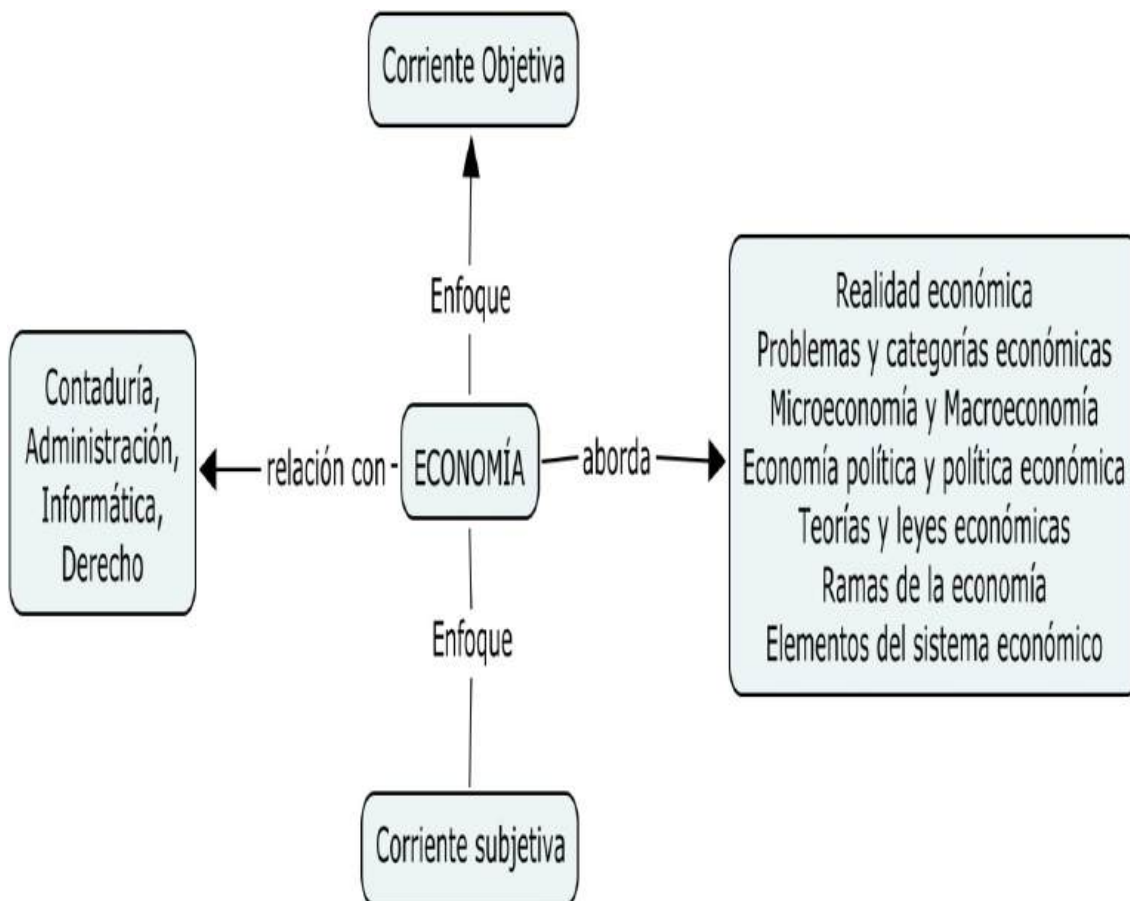 Corriente Objetiva
Enfoque
Contaduría,
Administración,
Informática,
Derecho
relación con
ECONOMÍA
aborda
Realidad económica
Problemas y categorías económicas
Microeconomía y Macroeconomía
Economía política y política económica
Teorías y leyes económicas
Ramas de la economía
Elementos del sistema económico
Enfoque
Corriente subjetiva